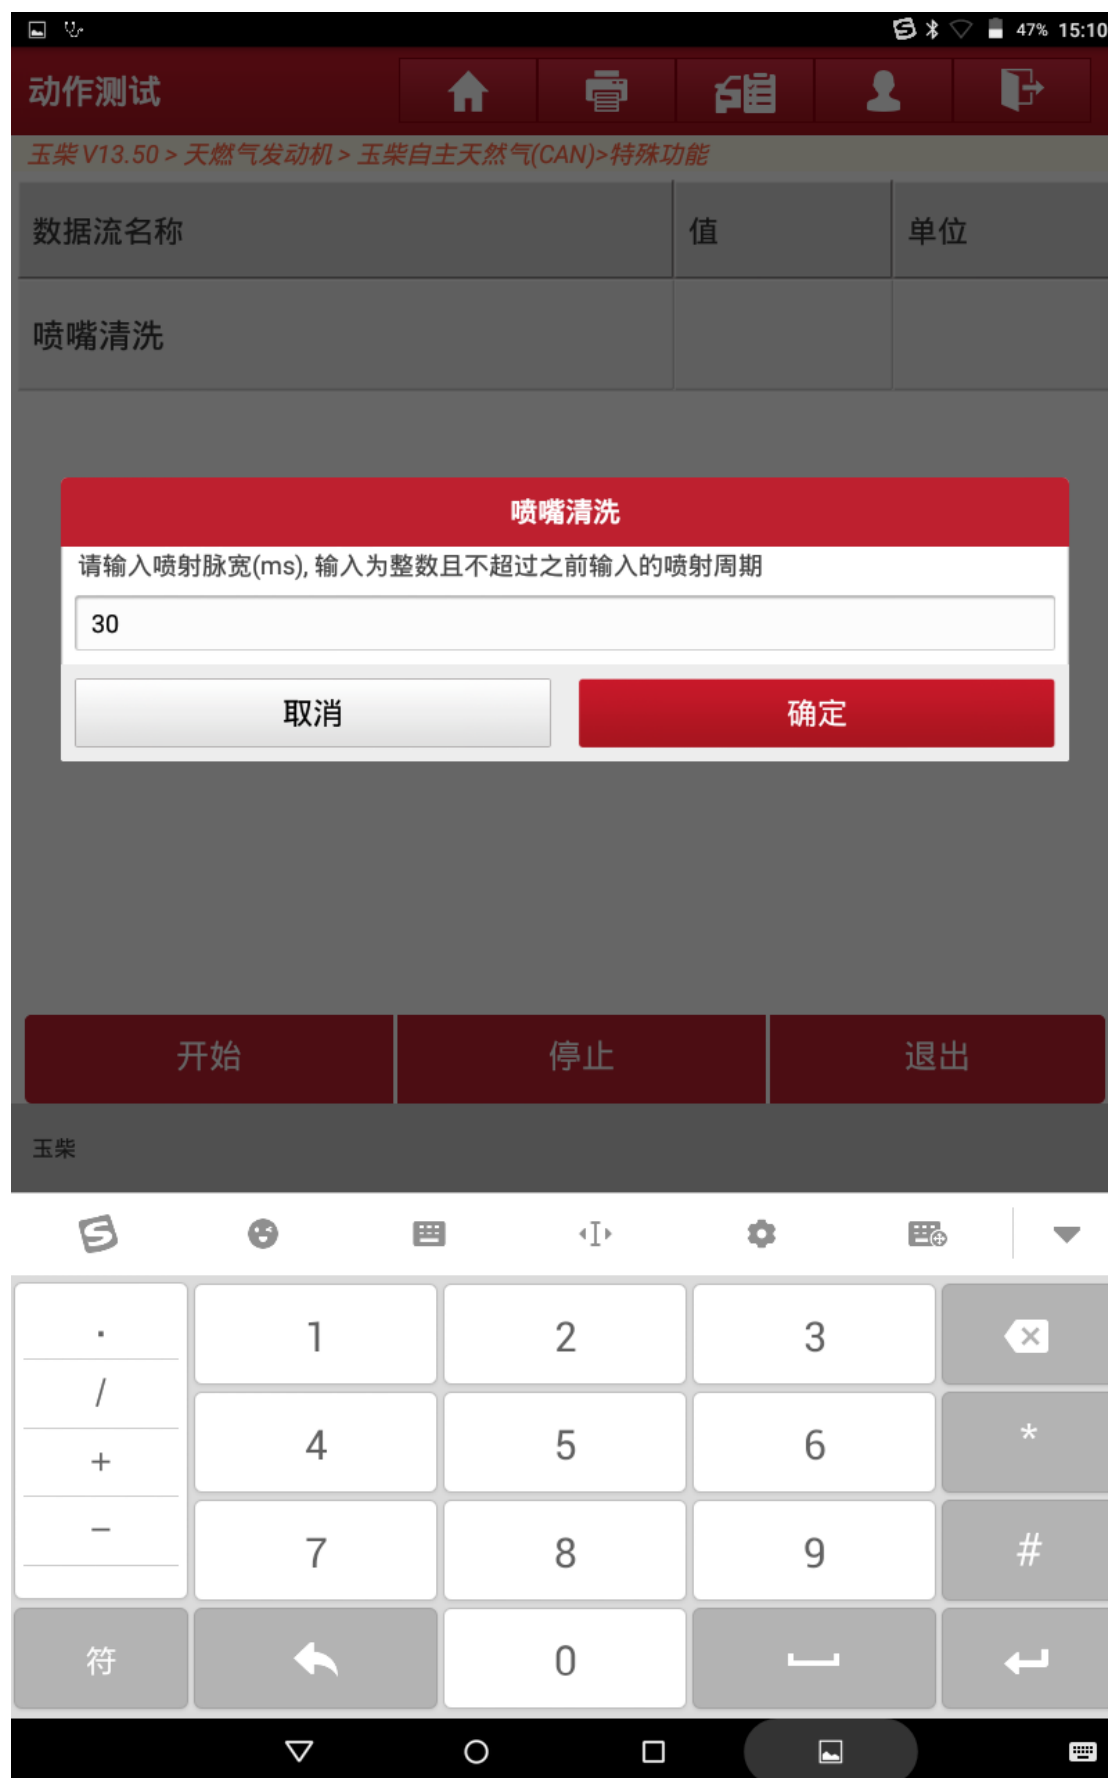 47% 15:10
动作测试
玉柴 V13.50 > 天燃气发动机 > 玉柴自主天然气(CAN)>特殊功能
数据流名称 值 单位
喷嘴清洗
喷嘴清洗
请输入喷射脉宽(ms), 输入为整数且不超过之前输入的喷射周期
30
取消 确定
开始 停止 退出
玉柴
. 1 2 3
/
4 5 6 *
+
- 7 8 9 #
符 0